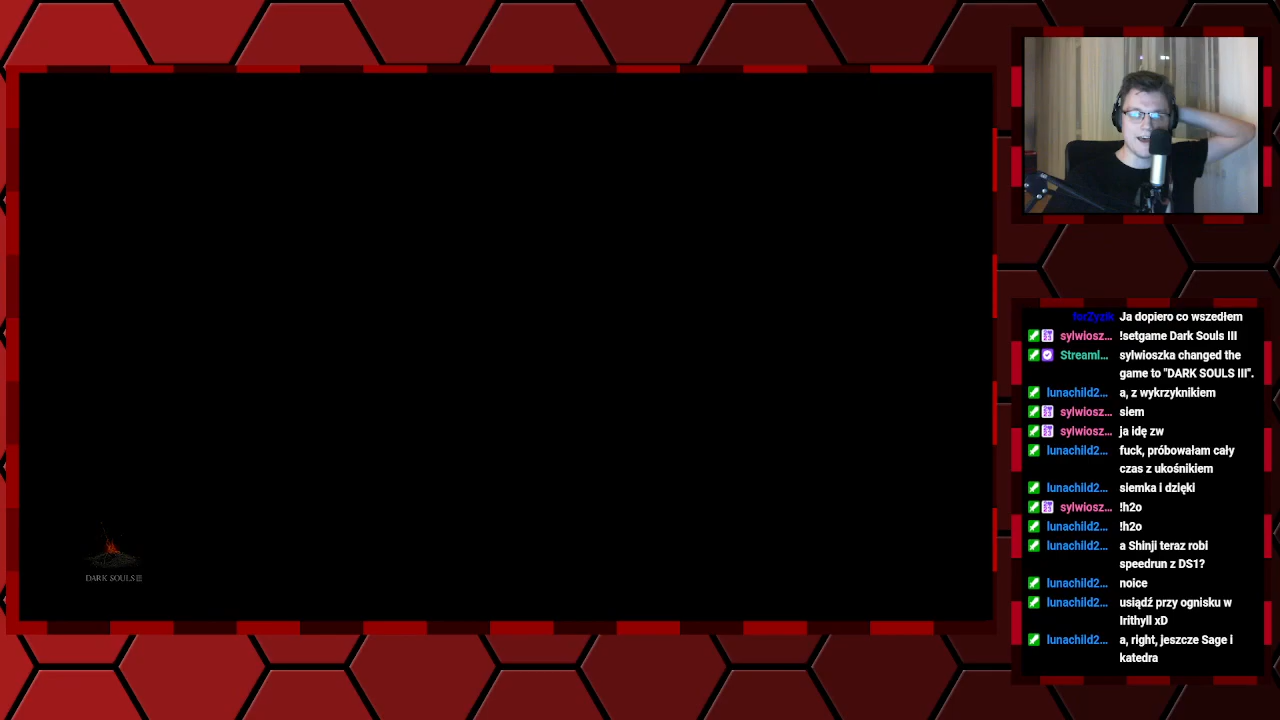 DARK SOULS III
forZyzik Ja dopiero co wszedłem
sylwiosz... !setgame Dark Souls III
Streaml... sylwioszka changed the
game to "DARK SOULS III".
lunachild2... a, z wykrzyknikiem
sylwiosz... siem
sylwiosz... ja idę zw
lunachild2... fuck, próbowałam cały
czas z ukośnikiem
lunachild2... siemka i dzięki
sylwiosz... !h2o
lunachild2... !h2o
lunachild2... a Shinji teraz robi
speedrun z DS1?
lunachild2... noice
lunachild2... usiądź przy ognisku w
Irithyll xD
lunachild2... a, right, jeszcze Sage i
katedra